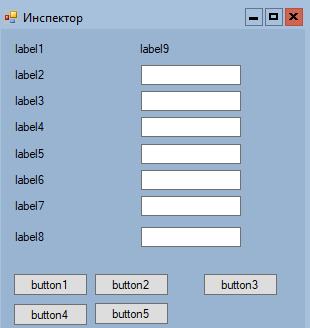 Инспектор
label1 label9
label2
label3
label4
label5
label6
label7
label8
button1 button2 button3
button4 button5